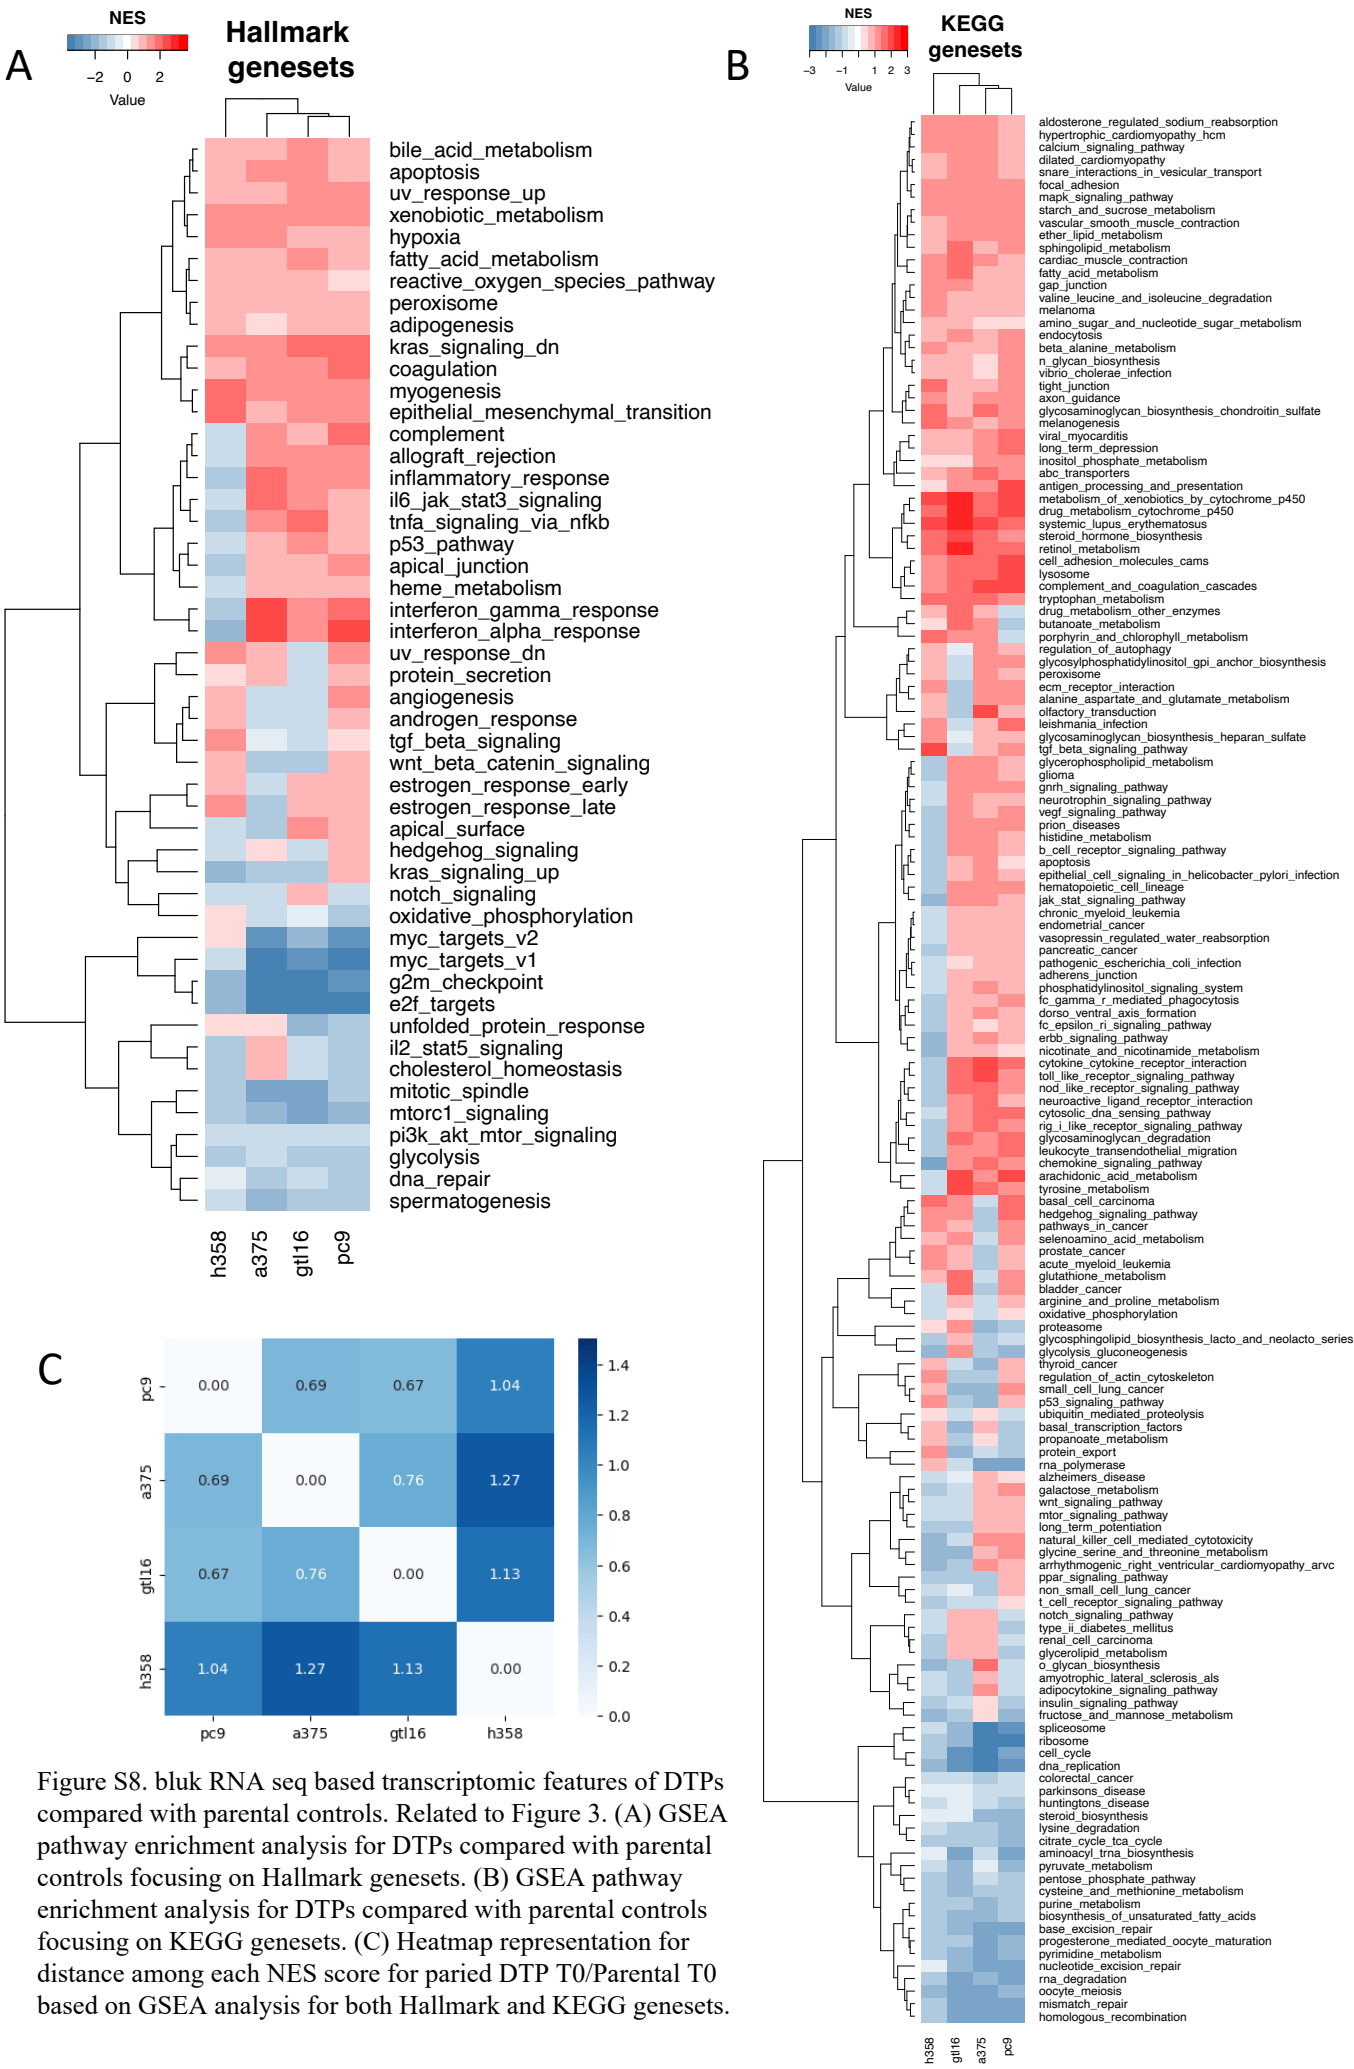 A
NES
−2 0 2
Value
Hallmark
genesets
bile_acid_metabolism
apoptosis
uv_response_up
xenobiotic_metabolism
hypoxia
fatty_acid_metabolism
reactive_oxygen_species_pathway
peroxisome
adipogenesis
kras_signaling_dn
coagulation
myogenesis
epithelial_mesenchymal_transition
complement
allograft_rejection
inflammatory_response
il6_jak_stat3_signaling
tnfa_signaling_via_nfkb
p53_pathway
apical_junction
heme_metabolism
interferon_gamma_response
interferon_alpha_response
uv_response_dn
protein_secretion
angiogenesis
androgen_response
tgf_beta_signaling
wnt_beta_catenin_signaling
estrogen_response_early
estrogen_response_late
apical_surface
hedgehog_signaling
kras_signaling_up
notch_signaling
oxidative_phosphorylation
myc_targets_v2
myc_targets_v1
g2m_checkpoint
e2f_targets
unfolded_protein_response
il2_stat5_signaling
cholesterol_homeostasis
mitotic_spindle
mtorc1_signaling
pi3k_akt_mtor_signaling
glycolysis
dna_repair
spermatogenesis
h358 a375 gtl16 pc9
B
NES
−3 −1 1 2 3
Value
KEGG
genesets
aldosterone_regulated_sodium_reabsorption
hypertrophic_cardiomyopathy_hcm
calcium_signaling_pathway
dilated_cardiomyopathy
snare_interactions_in_vesicular_transport
focal_adhesion
mapk_signaling_pathway
starch_and_sucrose_metabolism
vascular_smooth_muscle_contraction
ether_lipid_metabolism
sphingolipid_metabolism
cardiac_muscle_contraction
fatty_acid_metabolism
gap_junction
valine_leucine_and_isoleucine_degradation
melanoma
amino_sugar_and_nucleotide_sugar_metabolism
endocytosis
beta_alanine_metabolism
n_glycan_biosynthesis
vibrio_cholerae_infection
tight_junction
axon_guidance
glycosaminoglycan_biosynthesis_chondroitin_sulfate
melanogenesis
viral_myocarditis
long_term_depression
inositol_phosphate_metabolism
abc_transporters
antigen_processing_and_presentation
metabolism_of_xenobiotics_by_cytochrome_p450
drug_metabolism_cytochrome_p450
systemic_lupus_erythematosus
steroid_hormone_biosynthesis
retinol_metabolism
cell_adhesion_molecules_cams
lysosome
complement_and_coagulation_cascades
tryptophan_metabolism
drug_metabolism_other_enzymes
butanoate_metabolism
porphyrin_and_chlorophyll_metabolism
regulation_of_autophagy
glycosylphosphatidylinositol_gpi_anchor_biosynthesis
peroxisome
ecm_receptor_interaction
alanine_aspartate_and_glutamate_metabolism
olfactory_transduction
leishmania_infection
glycosaminoglycan_biosynthesis_heparan_sulfate
tgf_beta_signaling_pathway
glycerophospholipid_metabolism
glioma
gnrh_signaling_pathway
neurotrophin_signaling_pathway
vegf_signaling_pathway
prion_diseases
histidine_metabolism
b_cell_receptor_signaling_pathway
apoptosis
epithelial_cell_signaling_in_helicobacter_pylori_infection
hematopoietic_cell_lineage
jak_stat_signaling_pathway
chronic_myeloid_leukemia
endometrial_cancer
vasopressin_regulated_water_reabsorption
pancreatic_cancer
pathogenic_escherichia_coli_infection
adherens_junction
phosphatidylinositol_signaling_system
fc_gamma_r_mediated_phagocytosis
dorso_ventral_axis_formation
fc_epsilon_ri_signaling_pathway
erbb_signaling_pathway
nicotinate_and_nicotinamide_metabolism
cytokine_cytokine_receptor_interaction
toll_like_receptor_signaling_pathway
nod_like_receptor_signaling_pathway
neuroactive_ligand_receptor_interaction
cytosolic_dna_sensing_pathway
rig_i_like_receptor_signaling_pathway
glycosaminoglycan_degradation
leukocyte_transendothelial_migration
chemokine_signaling_pathway
arachidonic_acid_metabolism
tyrosine_metabolism
basal_cell_carcinoma
hedgehog_signaling_pathway
pathways_in_cancer
selenoamino_acid_metabolism
prostate_cancer
acute_myeloid_leukemia
glutathione_metabolism
bladder_cancer
arginine_and_proline_metabolism
oxidative_phosphorylation
proteasome
glycosphingolipid_biosynthesis_lacto_and_neolacto_series
glycolysis_gluconeogenesis
thyroid_cancer
regulation_of_actin_cytoskeleton
small_cell_lung_cancer
p53_signaling_pathway
ubiquitin_mediated_proteolysis
basal_transcription_factors
propanoate_metabolism
protein_export
rna_polymerase
alzheimers_disease
galactose_metabolism
wnt_signaling_pathway
mtor_signaling_pathway
long_term_potentiation
natural_killer_cell_mediated_cytotoxicity
glycine_serine_and_threonine_metabolism
arrhythmogenic_right_ventricular_cardiomyopathy_arvc
ppar_signaling_pathway
non_small_cell_lung_cancer
t_cell_receptor_signaling_pathway
notch_signaling_pathway
type_ii_diabetes_mellitus
renal_cell_carcinoma
glycerolipid_metabolism
o_glycan_biosynthesis
amyotrophic_lateral_sclerosis_als
adipocytokine_signaling_pathway
insulin_signaling_pathway
fructose_and_mannose_metabolism
spliceosome
ribosome
cell_cycle
dna_replication
colorectal_cancer
parkinsons_disease
huntingtons_disease
steroid_biosynthesis
lysine_degradation
citrate_cycle_tca_cycle
aminoacyl_trna_biosynthesis
pyruvate_metabolism
pentose_phosphate_pathway
cysteine_and_methionine_metabolism
purine_metabolism
biosynthesis_of_unsaturated_fatty_acids
base_excision_repair
progesterone_mediated_oocyte_maturation
pyrimidine_metabolism
nucleotide_excision_repair
rna_degradation
oocyte_meiosis
mismatch_repair
homologous_recombination
h358 gtl16 a375 pc9
C
pc9 0.00 0.69 0.67 1.04
a375 0.69 0.00 0.76 1.27
gtl16 0.67 0.76 0.00 1.13
h358 1.04 1.27 1.13 0.00
pc9 a375 gtl16 h358
1.4
1.2
1.0
0.8
0.6
0.4
0.2
0.0
Figure S8. bluk RNA seq based transcriptomic features of DTPs
compared with parental controls. Related to Figure 3. (A) GSEA
pathway enrichment analysis for DTPs compared with parental
controls focusing on Hallmark genesets. (B) GSEA pathway
enrichment analysis for DTPs compared with parental controls
focusing on KEGG genesets. (C) Heatmap representation for
distance among each NES score for paried DTP T0/Parental T0
based on GSEA analysis for both Hallmark and KEGG genesets.